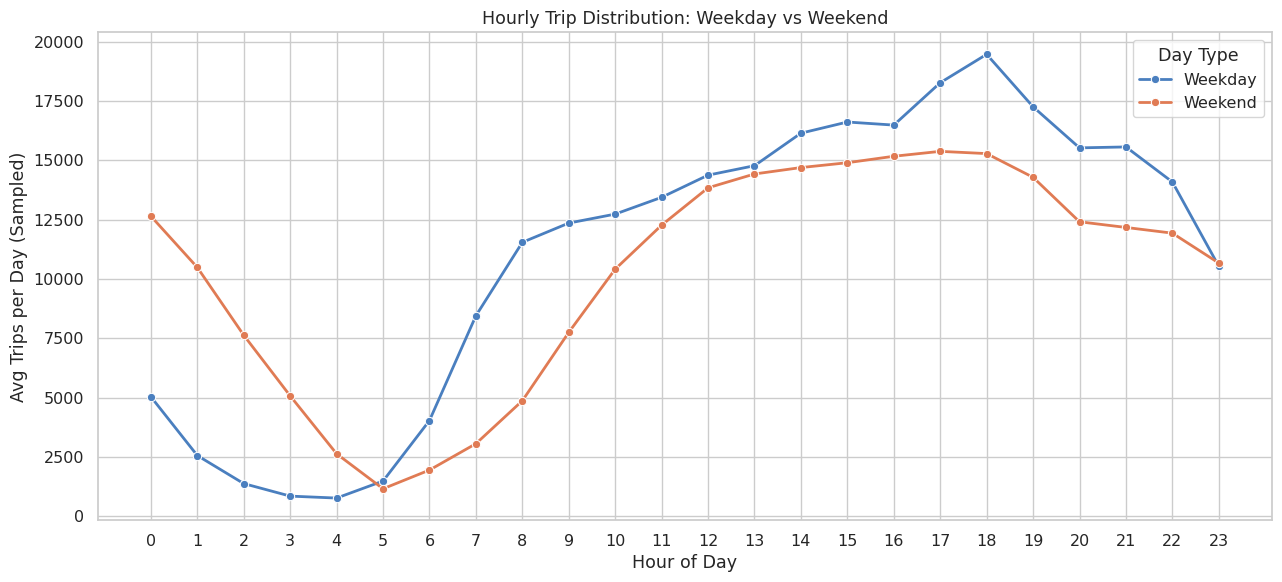 Hourly Trip Distribution: Weekday vs Weekend
Day Type
Weekday
Weekend
Avg Trips per Day (Sampled)
20000
17500
15000
12500
10000
7500
5000
2500
0
0 1 2 3 4 5 6 7 8 9 10 11 12 13 14 15 16 17 18 19 20 21 22 23
Hour of Day